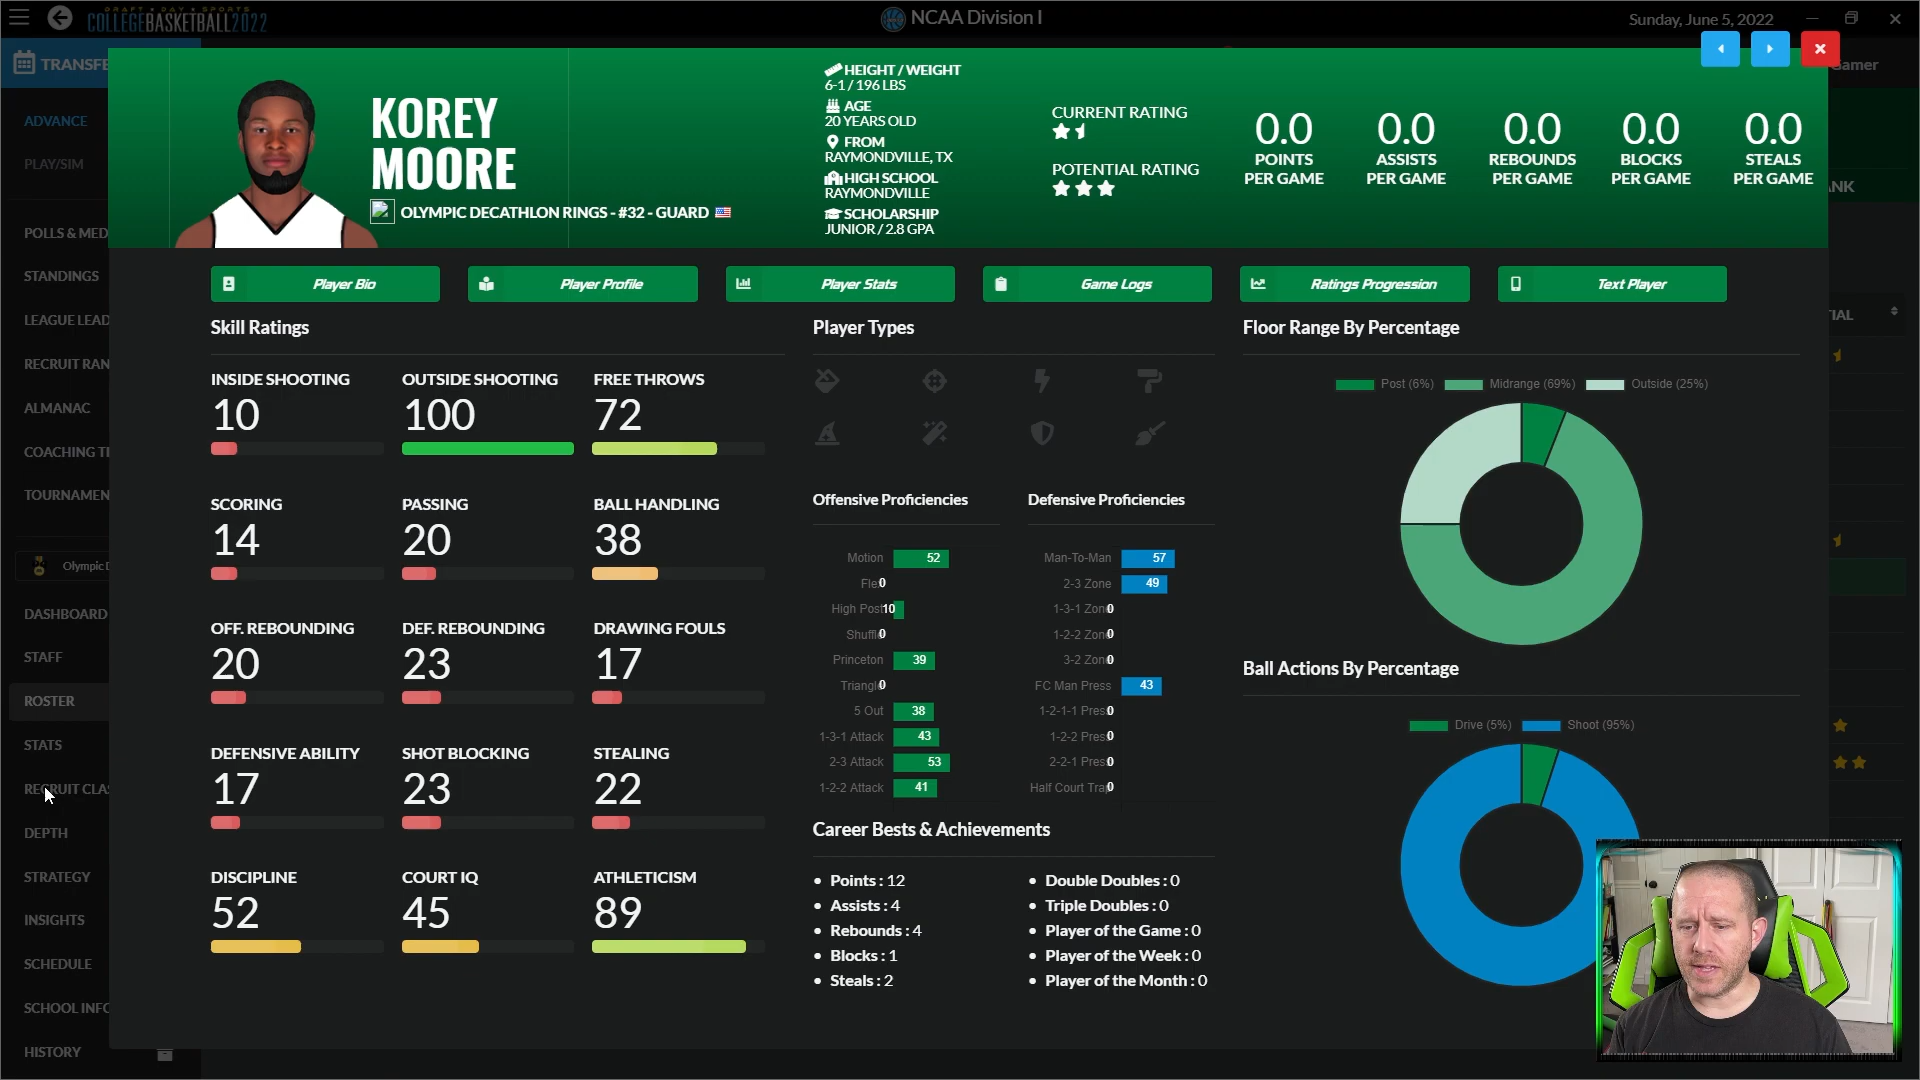 DRAFT • DAY • SPORTS
COLLEGE BASKETBALL 2022
NCAA Division I
Sunday, June 5, 2022
TRANSFE
Gamer
ADVANCE
PLAY/SIM
POLLS & MED
STANDINGS
LEAGUE LEAD
RECRUIT RAN
ALMANAC
COACHING T
TOURNAMEN
Olympic D
DASHBOARD
STAFF
ROSTER
STATS
RECRUIT CLAS
DEPTH
STRATEGY
INSIGHTS
SCHEDULE
SCHOOL INFO
HISTORY
ANK
TIAL
KOREY
MOORE
OLYMPIC DECATHLON RINGS - #32 - GUARD
HEIGHT / WEIGHT
6-1 / 196 LBS
AGE
20 YEARS OLD
FROM
RAYMONDVILLE, TX
HIGH SCHOOL
RAYMONDVILLE
SCHOLARSHIP
JUNIOR / 2.8 GPA
CURRENT RATING
POTENTIAL RATING
0.0
POINTS
PER GAME
0.0
ASSISTS
PER GAME
0.0
REBOUNDS
PER GAME
0.0
BLOCKS
PER GAME
0.0
STEALS
PER GAME
Player Bio
Player Profile
Player Stats
Game Logs
Ratings Progression
Text Player
Skill Ratings
INSIDE SHOOTING
10
OUTSIDE SHOOTING
100
FREE THROWS
72
SCORING
14
PASSING
20
BALL HANDLING
38
OFF. REBOUNDING
20
DEF. REBOUNDING
23
DRAWING FOULS
17
DEFENSIVE ABILITY
17
SHOT BLOCKING
23
STEALING
22
DISCIPLINE
52
COURT IQ
45
ATHLETICISM
89
Player Types
Offensive Proficiencies
Motion 52
Flex 0
High Post 10
Shuffle 0
Princeton 39
Triangle 0
5 Out 38
1-3-1 Attack 43
2-3 Attack 53
1-2-2 Attack 41
Defensive Proficiencies
Man-To-Man 57
2-3 Zone 49
1-3-1 Zone 0
1-2-2 Zone 0
3-2 Zone 0
FC Man Press 43
1-2-1-1 Press 0
1-2-2 Press 0
2-2-1 Press 0
Half Court Trap 0
Career Bests & Achievements
• Points : 12
• Assists : 4
• Rebounds : 4
• Blocks : 1
• Steals : 2
• Double Doubles : 0
• Triple Doubles : 0
• Player of the Game : 0
• Player of the Week : 0
• Player of the Month : 0
Floor Range By Percentage
Post (6%) Midrange (69%) Outside (25%)
Ball Actions By Percentage
Drive (5%) Shoot (95%)